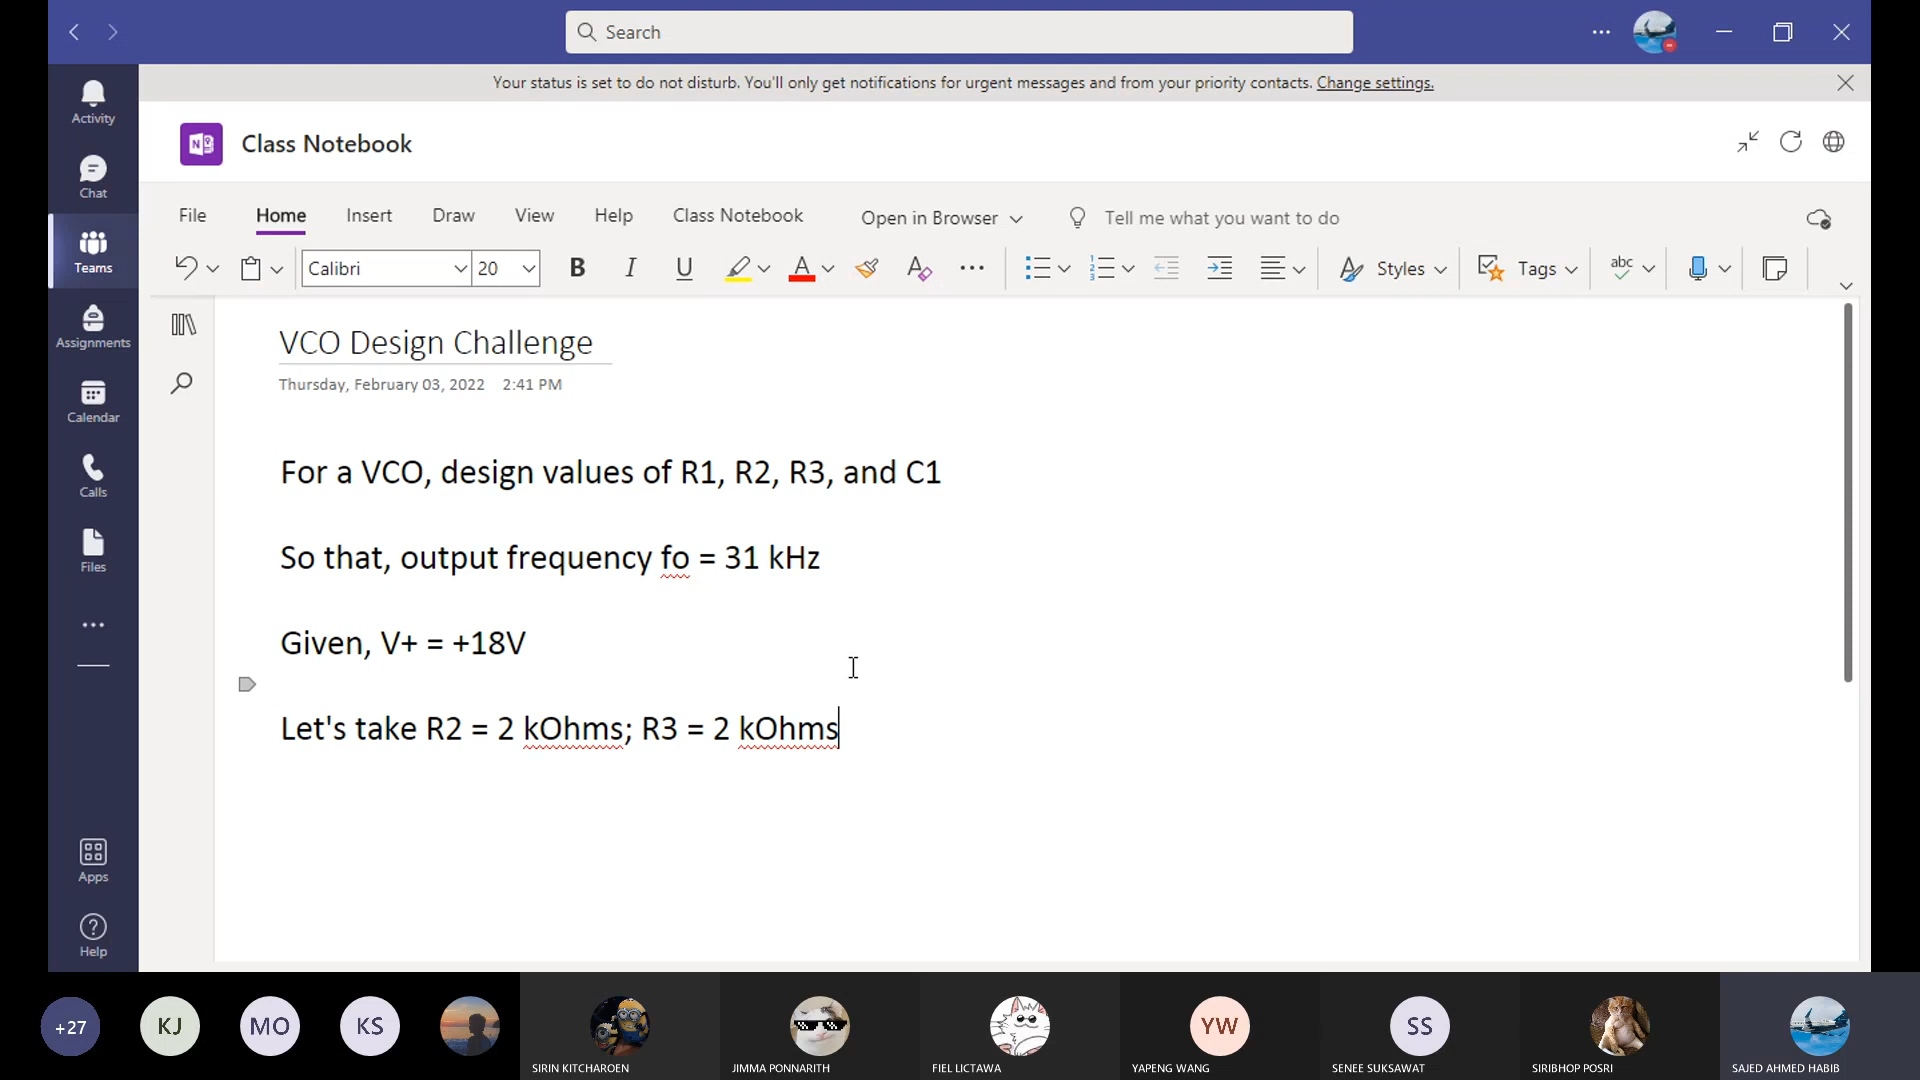 Search
Your status is set to do not disturb. You'll only get notifications for urgent messages and from your priority contacts. Change settings.
Activity
Chat
Teams
Assignments
Calendar
Calls
Files
Apps
Help
Class Notebook
File Home Insert Draw View Help Class Notebook Open in Browser Tell me what you want to do
Calibri 20 B I U A A Styles Tags abc
VCO Design Challenge
Thursday, February 03, 2022 2:41 PM
For a VCO, design values of R1, R2, R3, and C1
So that, output frequency fo = 31 kHz
Given, V+ = +18V
Let's take R2 = 2 kOhms; R3 = 2 kOhms
+27 KJ MO KS YW SS
SIRIN KITCHAROEN JIMMA PONNARITH FIEL LICTAWA YAPENG WANG SENEE SUKSAWAT SIRIBHOP POSRI SAJED AHMED HABIB